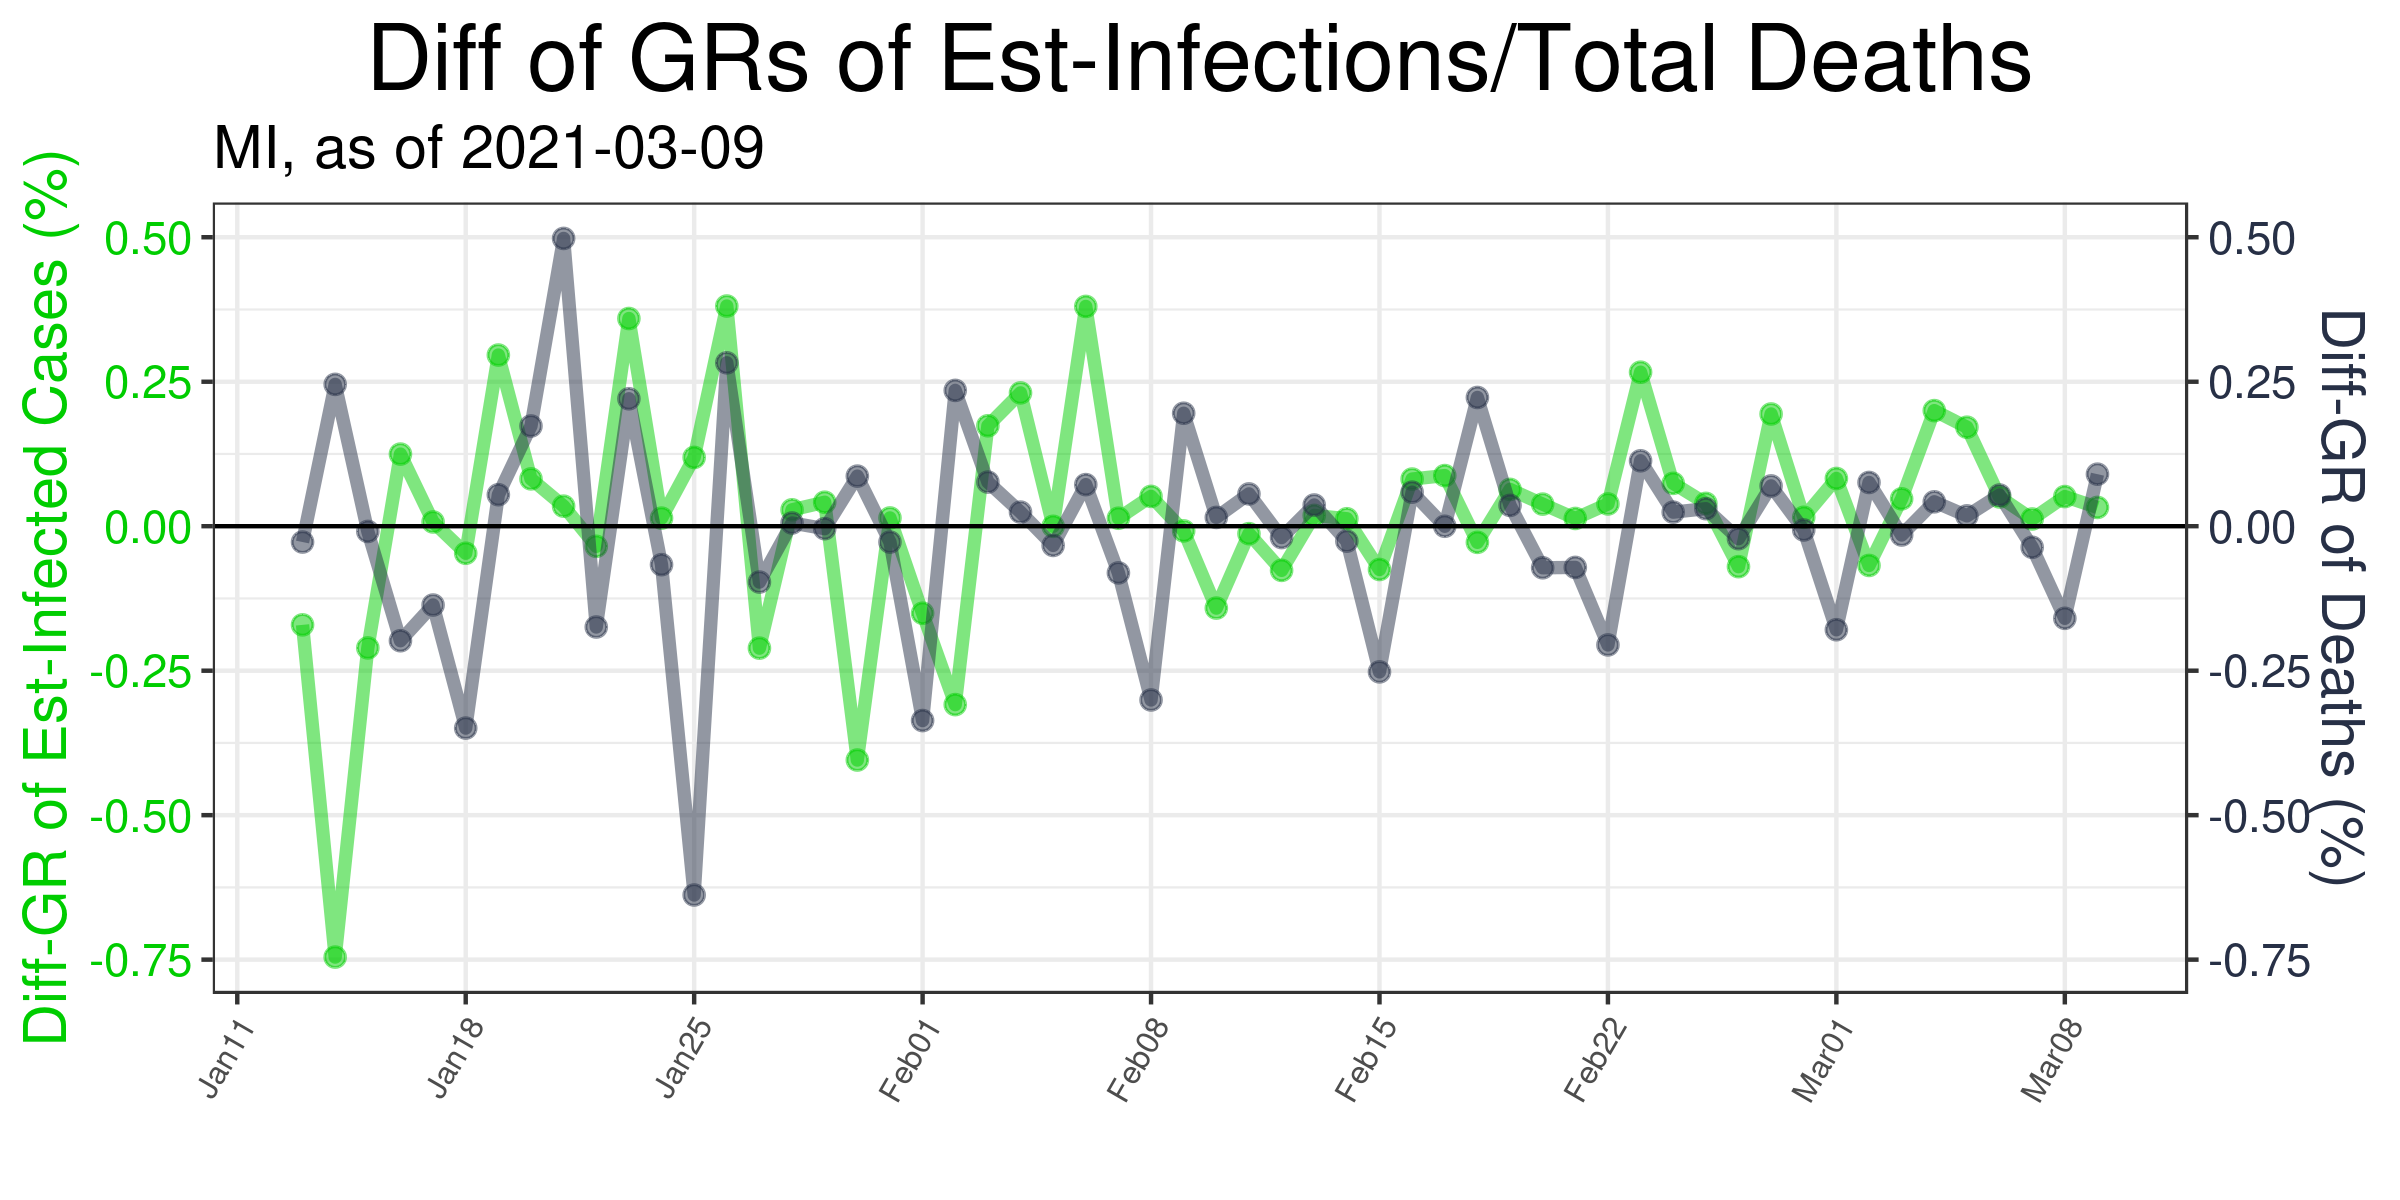 Diff of GRs of Est-Infections/Total Deaths
MI, as of 2021-03-09
Diff-GR of Est-Infected Cases (%)
0.50
0.25
0.00
-0.25
-0.50
-0.75
0.50
0.25
0.00
-0.25
-0.50
-0.75
Diff-GR of Deaths (%)
Jan11
Jan18
Jan25
Feb01
Feb08
Feb15
Feb22
Mar01
Mar08